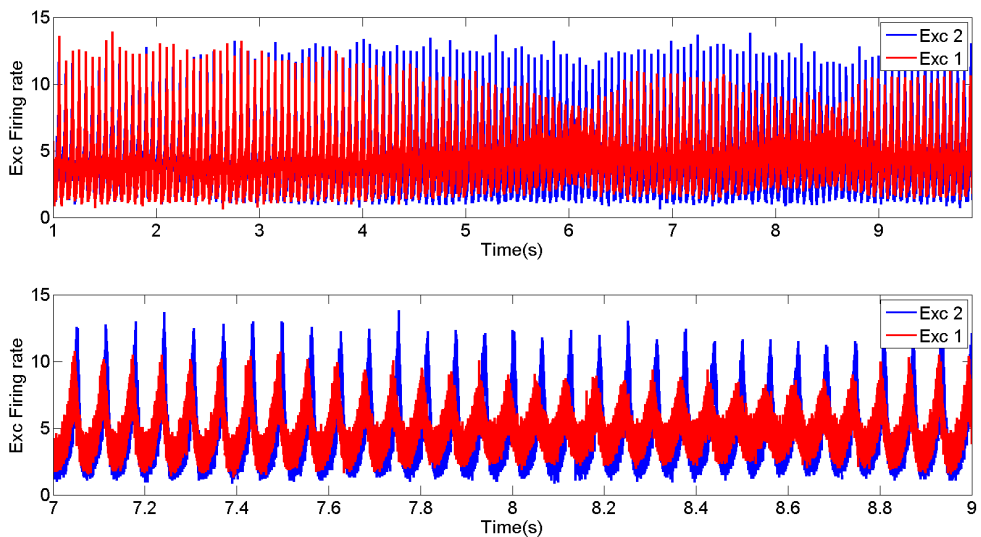 15
10
5
0
Exc Firing rate
Exc 2
Exc 1
1 2 3 4 5 6 7 8 9
Time(s)
15
10
5
0
Exc Firing rate
Exc 2
Exc 1
7 7.2 7.4 7.6 7.8 8 8.2 8.4 8.6 8.8 9
Time(s)